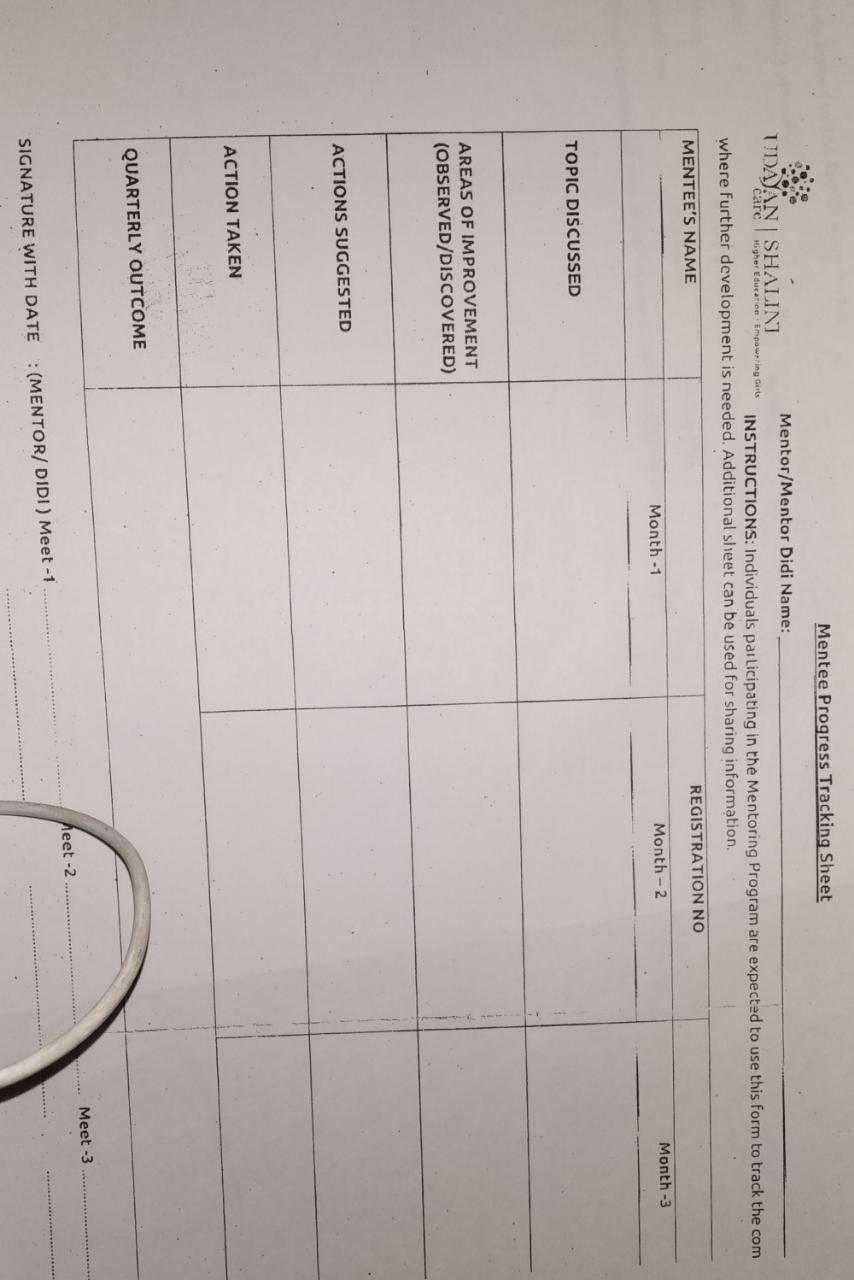 Mentee Progress Tracking Sheet
UDAYAN | SHALINI
care | Higher Education - Empowering Girls
Mentor/Mentor Didi Name:
INSTRUCTIONS: Individuals participating in the Mentoring Program are expected to use this form to track the com
where further development is needed. Additional sheet can be used for sharing information.
MENTEE'S NAME REGISTRATION NO
Month -1 Month – 2 Month -3
TOPIC DISCUSSED
AREAS OF IMPROVEMENT
(OBSERVED/DISCOVERED)
ACTIONS SUGGESTED
ACTION TAKEN
QUARTERLY OUTCOME
SIGNATURE WITH DATE : (MENTOR/ DIDI ) Meet -1 ........................ Meet -2 ........................ Meet -3 ........................